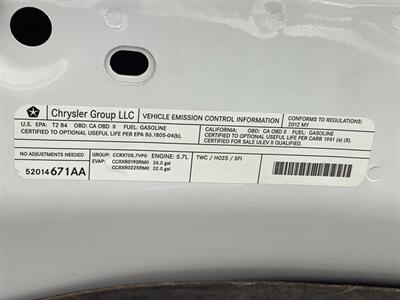 Chrysler Group LLC
VEHICLE EMISSION CONTROL INFORMATION
CONFORMS TO REGULATIONS:
2012 MY
U.S. EPA: T2 B4 OBD: CA OBD II FUEL: GASOLINE
CERTIFIED TO OPTIONAL USEFUL LIFE PER EPA 86.1805-04(b).
CALIFORNIA: OBD: CA OBD II FUEL: GASOLINE
CERTIFIED TO OPTIONAL USEFUL LIFE PER CARB 1961 (a) (8).
CERTIFIED FOR SALE ULEV II QUALIFIED.
NO ADJUSTMENTS NEEDED
52014671AA
GROUP: CCRXT05.7VP0 ENGINE: 5.7L
EVAP: CCRXR0190RM0 26.0 gal
CCRXR0225RM0 32.0 gal
TWC / HO2S / SFI